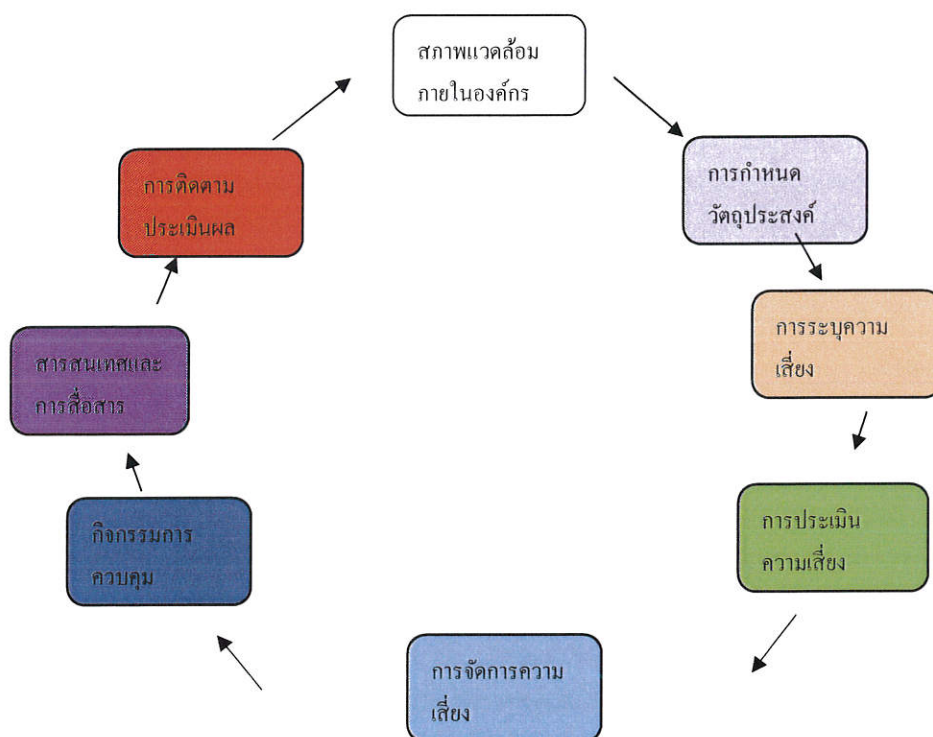 สภาพแวดล้อม
ภายในองค์กร
การกำหนด
วัตถุประสงค์
การระบุความ
เสี่ยง
การประเมิน
ความเสี่ยง
การจัดการความ
เสี่ยง
กิจกรรมการ
ควบคุม
สารสนเทศและ
การสื่อสาร
การติดตาม
ประเมินผล